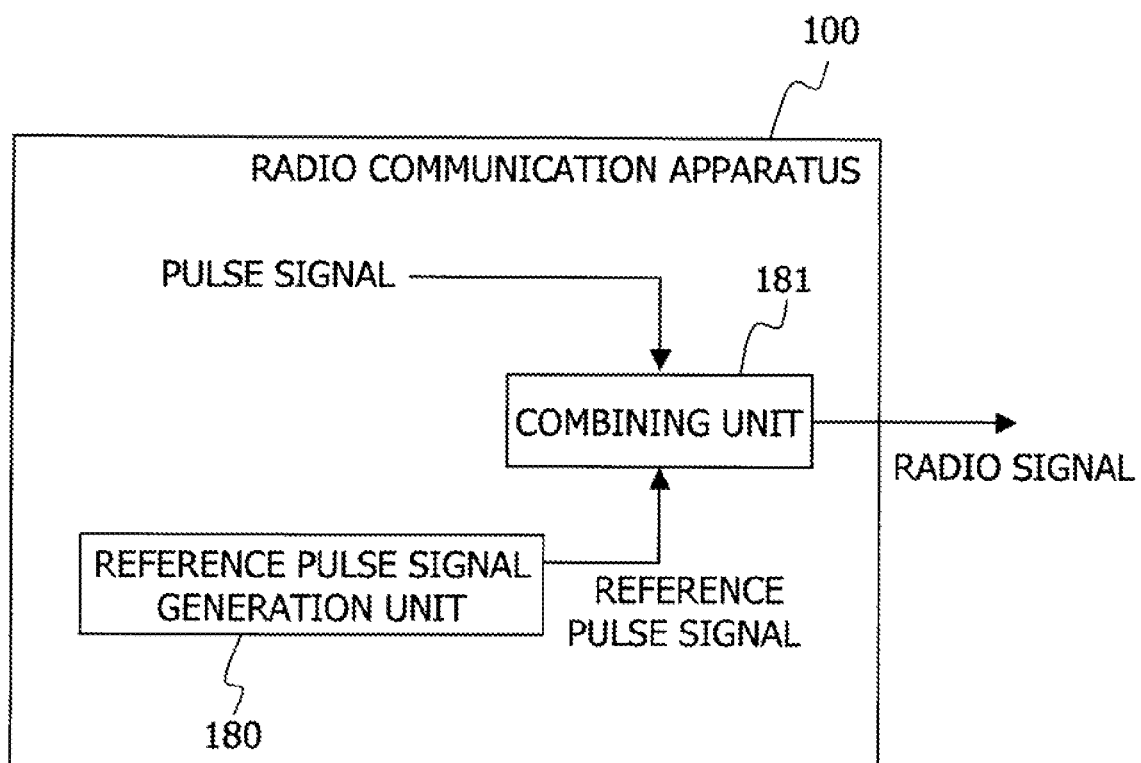 100
RADIO COMMUNICATION APPARATUS
PULSE SIGNAL
181
COMBINING UNIT
RADIO SIGNAL
REFERENCE PULSE SIGNAL
GENERATION UNIT
REFERENCE
PULSE SIGNAL
180